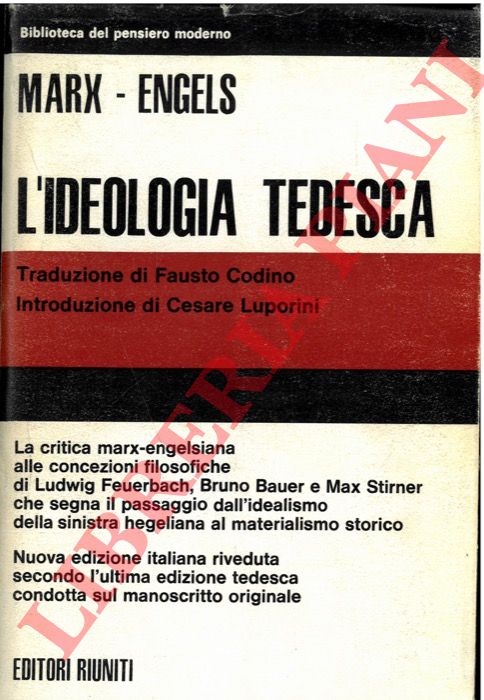 Biblioteca del pensiero moderno
MARX - ENGELS
L'IDEOLOGIA TEDESCA
Traduzione di Fausto Codino
Introduzione di Cesare Luporini
La critica marx-engelsiana
alle concezioni filosofiche
di Ludwig Feuerbach, Bruno Bauer e Max Stirner
che segna il passaggio dall'idealismo
della sinistra hegeliana al materialismo storico
Nuova edizione italiana riveduta
secondo l'ultima edizione tedesca
condotta sul manoscritto originale
EDITORI RIUNITI
LIBRERIA PIANI